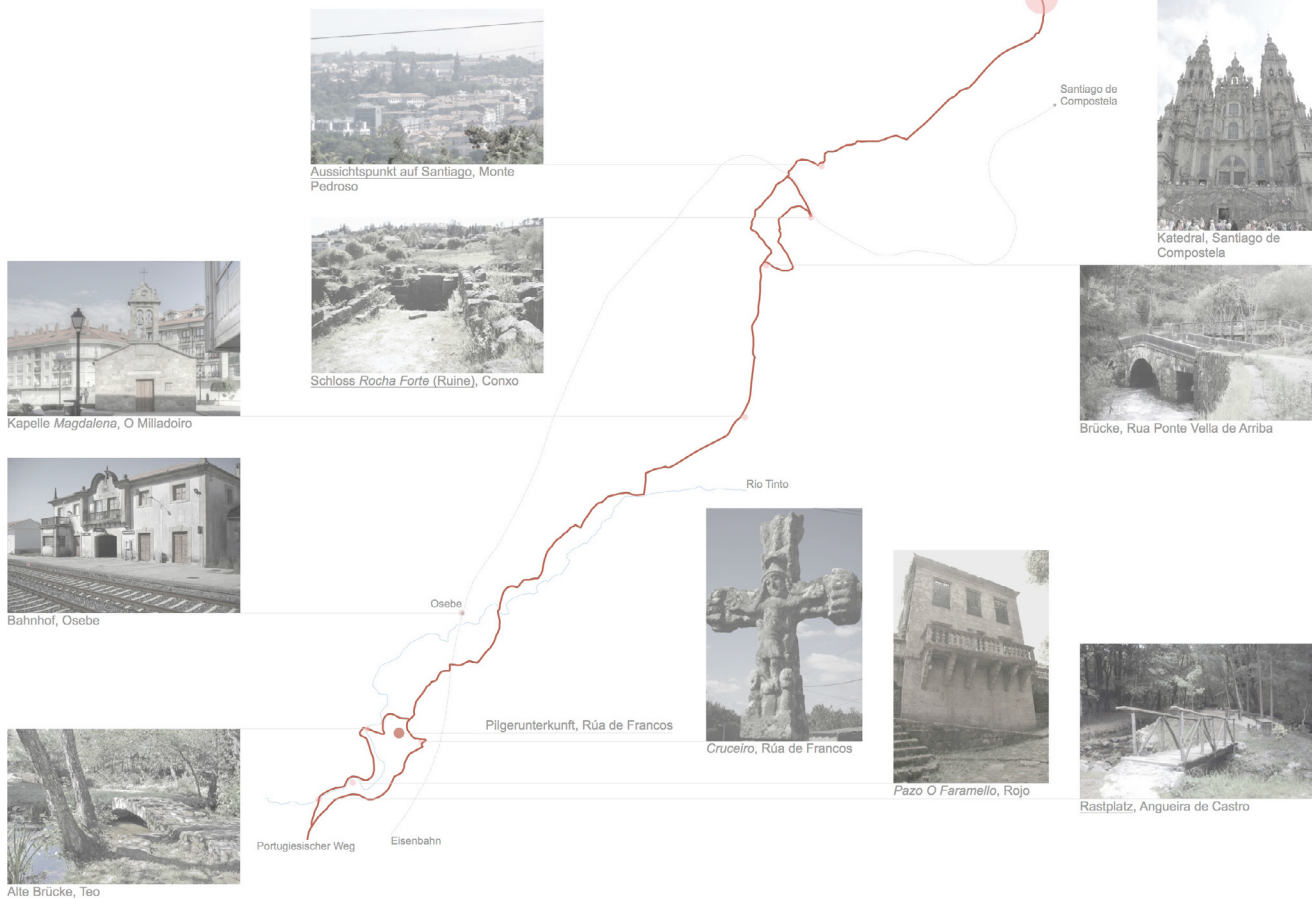 Santiago de
Compostela
Aussichtspunkt auf Santiago, Monte
Pedroso
Katedral, Santiago de
Compostela
Schloss Rocha Forte (Ruine), Conxo
Kapelle Magdalena, O Milladoiro
Brücke, Rua Ponte Vella de Arriba
Rio Tinto
Osebe
Bahnhof, Osebe
Pilgerunterkunft, Rúa de Francos
Cruceiro, Rúa de Francos
Pazo O Faramello, Rojo
Rastplatz, Angueira de Castro
Portugiesischer Weg
Eisenbahn
Alte Brücke, Teo